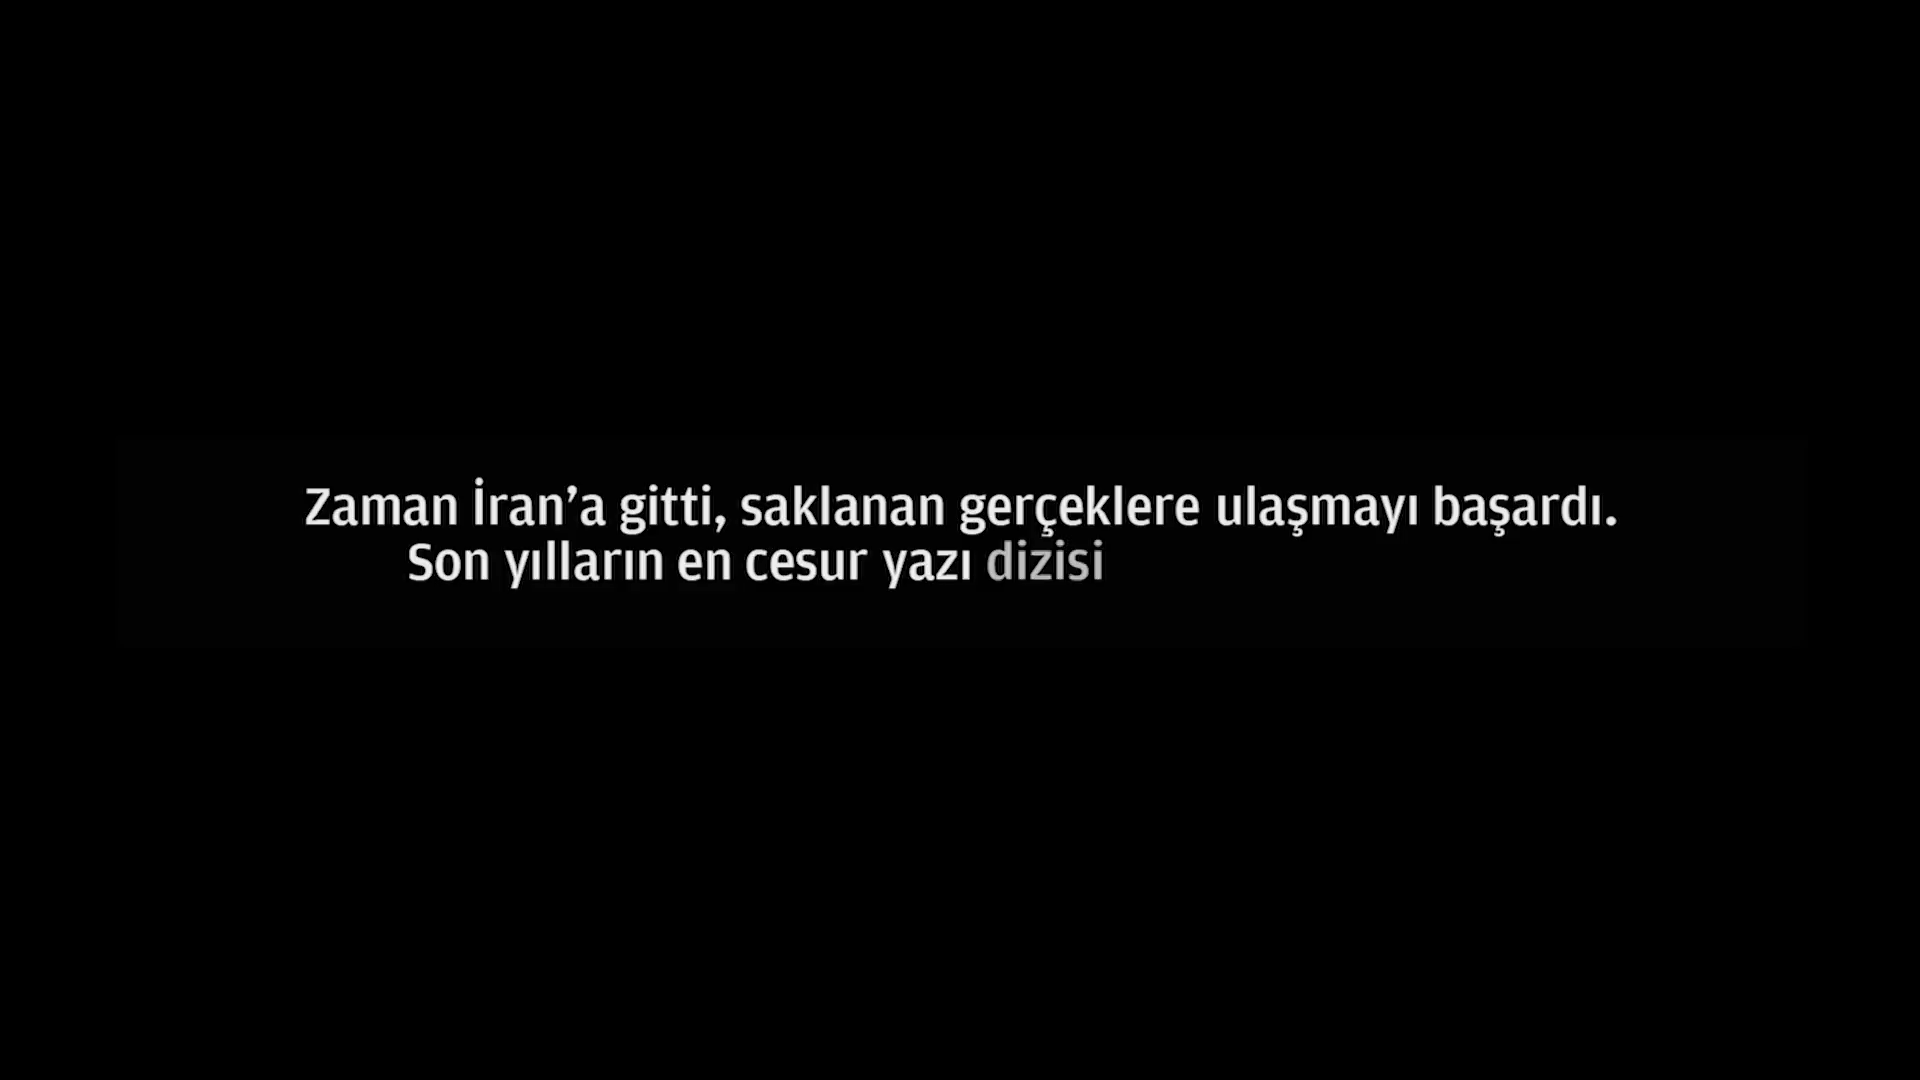 Zaman İran’a gitti, saklanan gerçeklere ulaşmayı başardı.
Son yılların en cesur yazı dizisi